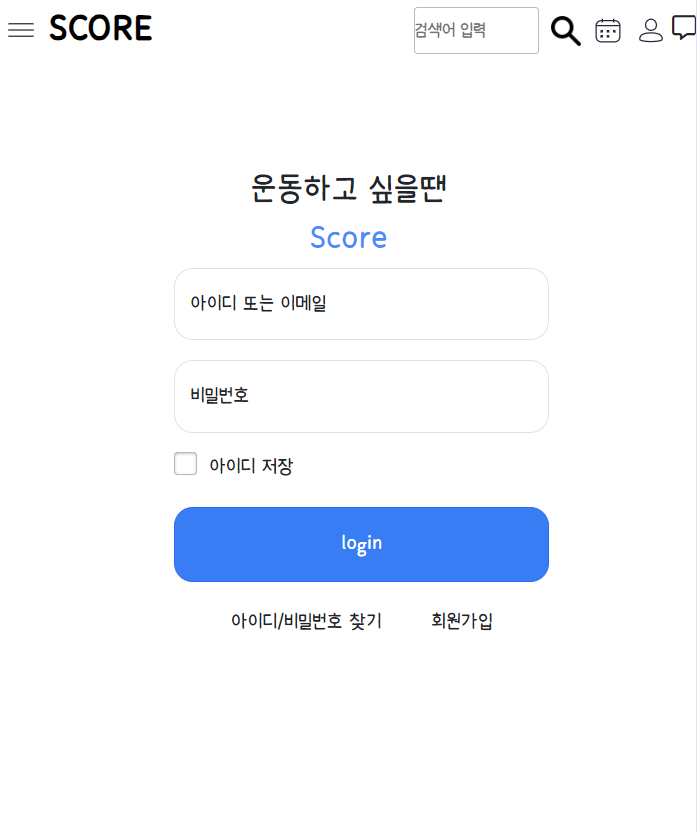 SCORE
검색어 입력
운동하고 싶을땐
Score
아이디 또는 이메일
비밀번호
아이디 저장
login
아이디/비밀번호 찾기 회원가입